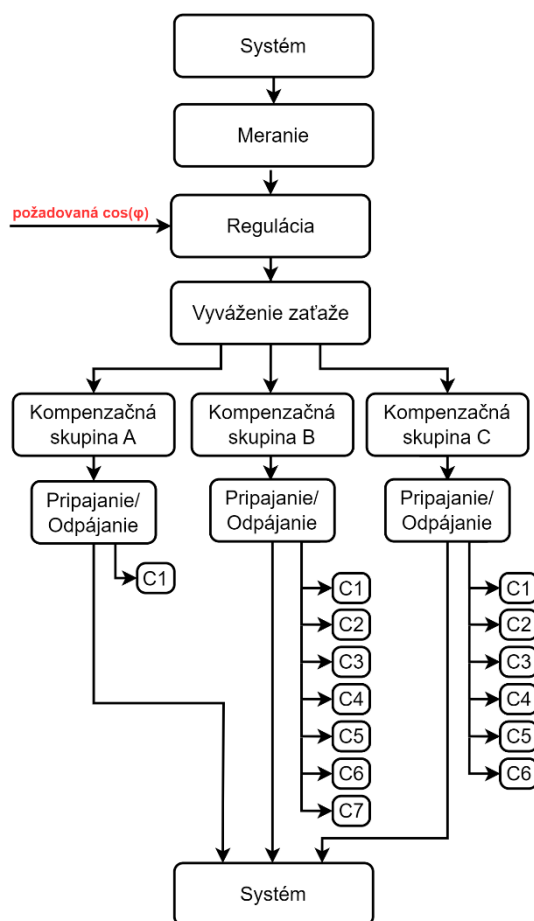 Systém
Meranie
požadovaná cos(φ)
Regulácia
Vyváženie zaťaže
Kompenzačná
skupina A
Kompenzačná
skupina B
Kompenzačná
skupina C
Pripajanie/
Odpájanie
Pripajanie/
Odpájanie
Pripajanie/
Odpájanie
C1
C1
C2
C3
C4
C5
C6
C7
C1
C2
C3
C4
C5
C6
Systém